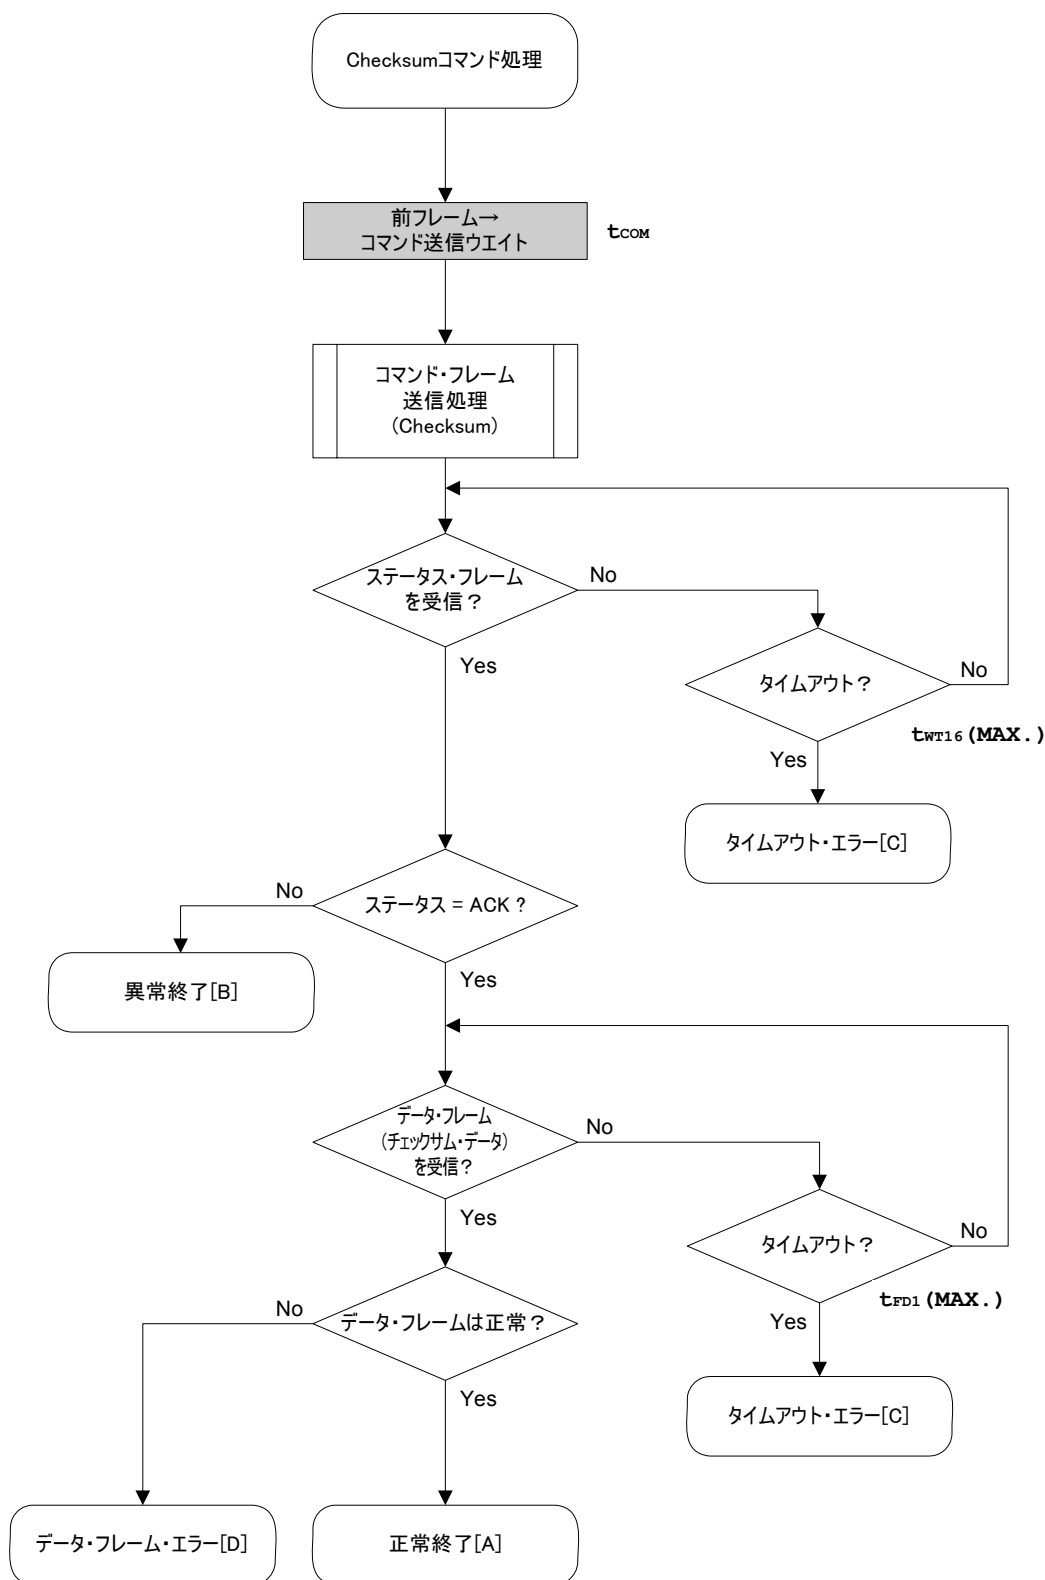 Checksumコマンド処理
前フレーム→
コマンド送信ウエイト
tCOM
コマンド・フレーム
送信処理
(Checksum)
ステータス・フレーム
を受信？
No
Yes
タイムアウト？
No
tWT16(MAX.)
Yes
タイムアウト・エラー[C]
ステータス = ACK？
No
Yes
異常終了[B]
データ・フレーム
(チェックサム・データ)
を受信？
No
Yes
タイムアウト？
No
tFD1(MAX.)
Yes
タイムアウト・エラー[C]
データ・フレームは正常？
No
Yes
データ・フレーム・エラー[D]
正常終了[A]